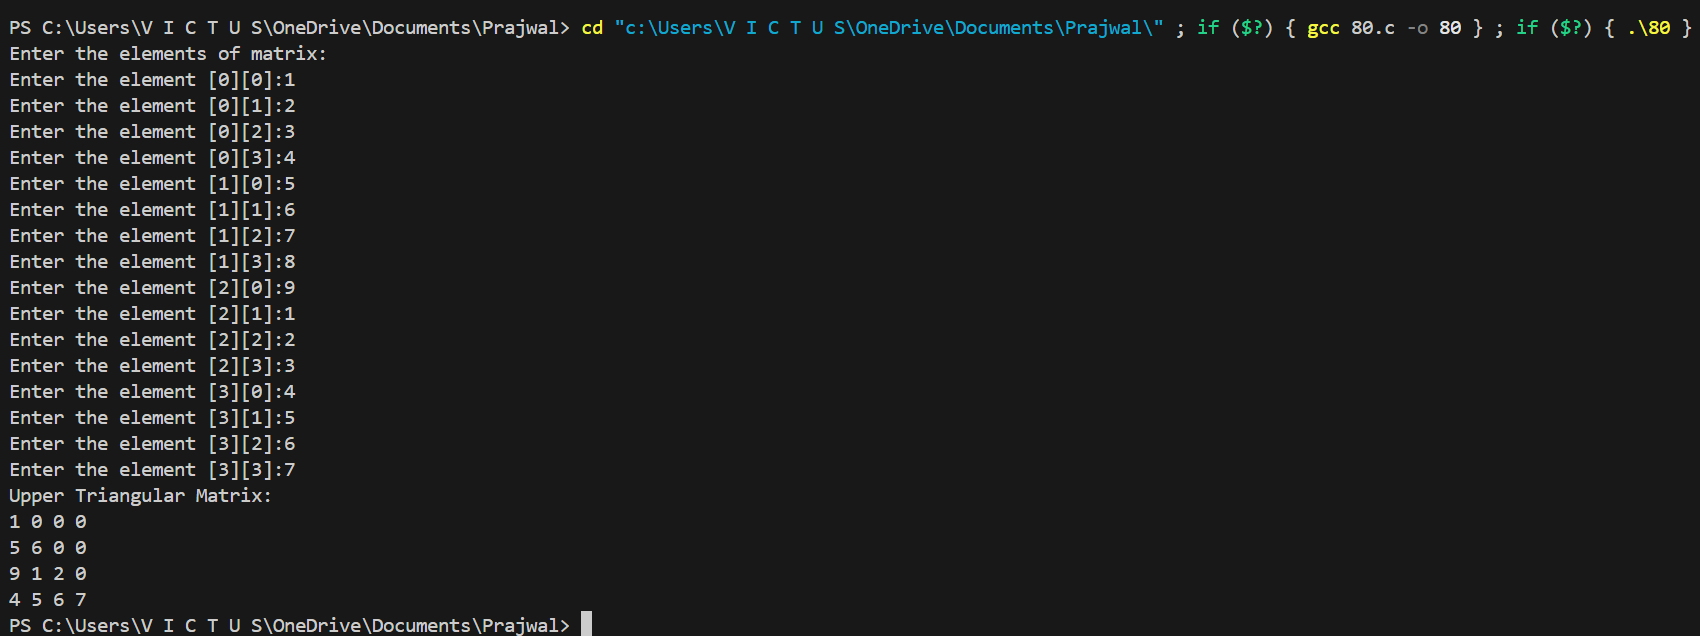 PS C:\Users\V I C T U S\OneDrive\Documents\Prajwal> cd "c:\Users\V I C T U S\OneDrive\Documents\Prajwal\" ; if ($?) { gcc 80.c -o 80 } ; if ($?) { .\80 }
Enter the elements of matrix:
Enter the element [0][0]:1
Enter the element [0][1]:2
Enter the element [0][2]:3
Enter the element [0][3]:4
Enter the element [1][0]:5
Enter the element [1][1]:6
Enter the element [1][2]:7
Enter the element [1][3]:8
Enter the element [2][0]:9
Enter the element [2][1]:1
Enter the element [2][2]:2
Enter the element [2][3]:3
Enter the element [3][0]:4
Enter the element [3][1]:5
Enter the element [3][2]:6
Enter the element [3][3]:7
Upper Triangular Matrix:
1 0 0 0
5 6 0 0
9 1 2 0
4 5 6 7
PS C:\Users\V I C T U S\OneDrive\Documents\Prajwal>